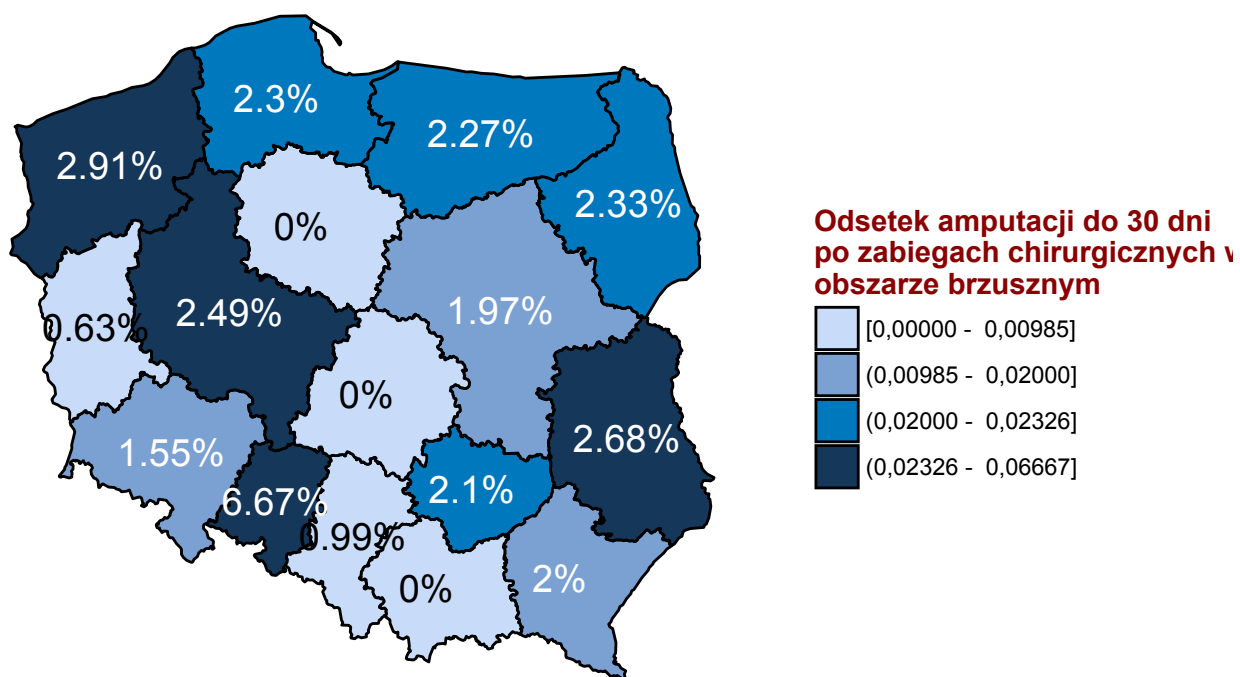 2.3%
2.27%
2.91%
2.33%
0%
0.63%
2.49%
1.97%
0%
1.55%
2.68%
6.67%
2.1%
0.99%
0%
2%
Odsetek amputacji do 30 dni
po zabiegach chirurgicznych w
obszarze brzusznym
[0,00000 - 0,00985]
(0,00985 - 0,02000]
(0,02000 - 0,02326]
(0,02326 - 0,06667]